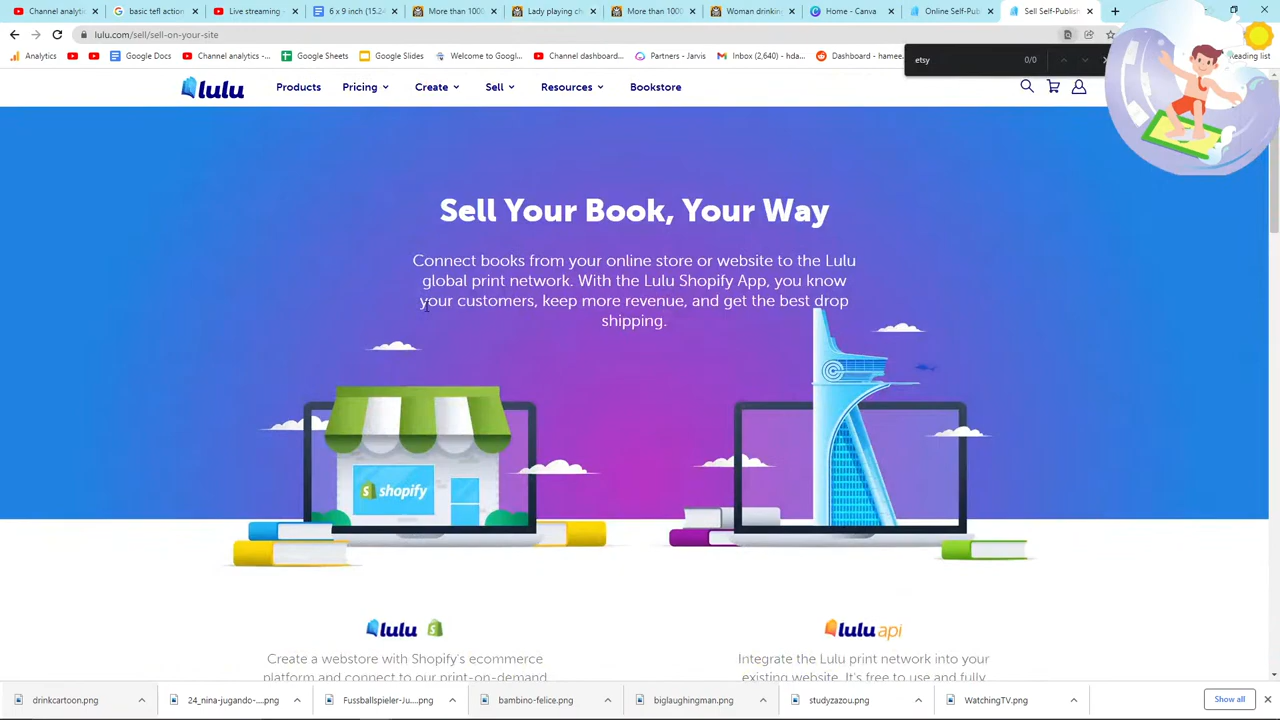 Channel analyti
basic tefl action
Live streaming
6 x 9 inch (15.24
More than 1000
Lady playing ch
More than 1000
Woman drinking
Home - Canva
Online Self-Pub
Sell Self-Publish
lulu.com/sell/sell-on-your-site
Analytics
Google Docs
Channel analytics -...
Google Sheets
Google Slides
Welcome to Googl...
Channel dashboard...
Partners - Jarvis
Inbox (2,640) - hda...
Dashboard - hamee...
Reading list
etsy
0/0
lulu
Products
Pricing
Create
Sell
Resources
Bookstore
Sell Your Book, Your Way
Connect books from your online store or website to the Lulu
global print network. With the Lulu Shopify App, you know
your customers, keep more revenue, and get the best drop
shipping.
shopify
lulu
Create a webstore with Shopify's ecommerce
platform and connect to our print-on-demand
lulu api
Integrate the Lulu print network into your
existing website. It's free to use and fully
drinkcartoon.png
24_nina-jugando-...png
Fussballspieler-Ju....png
bambino-felice.png
biglaughingman.png
studyzazou.png
WatchingTV.png
Show all